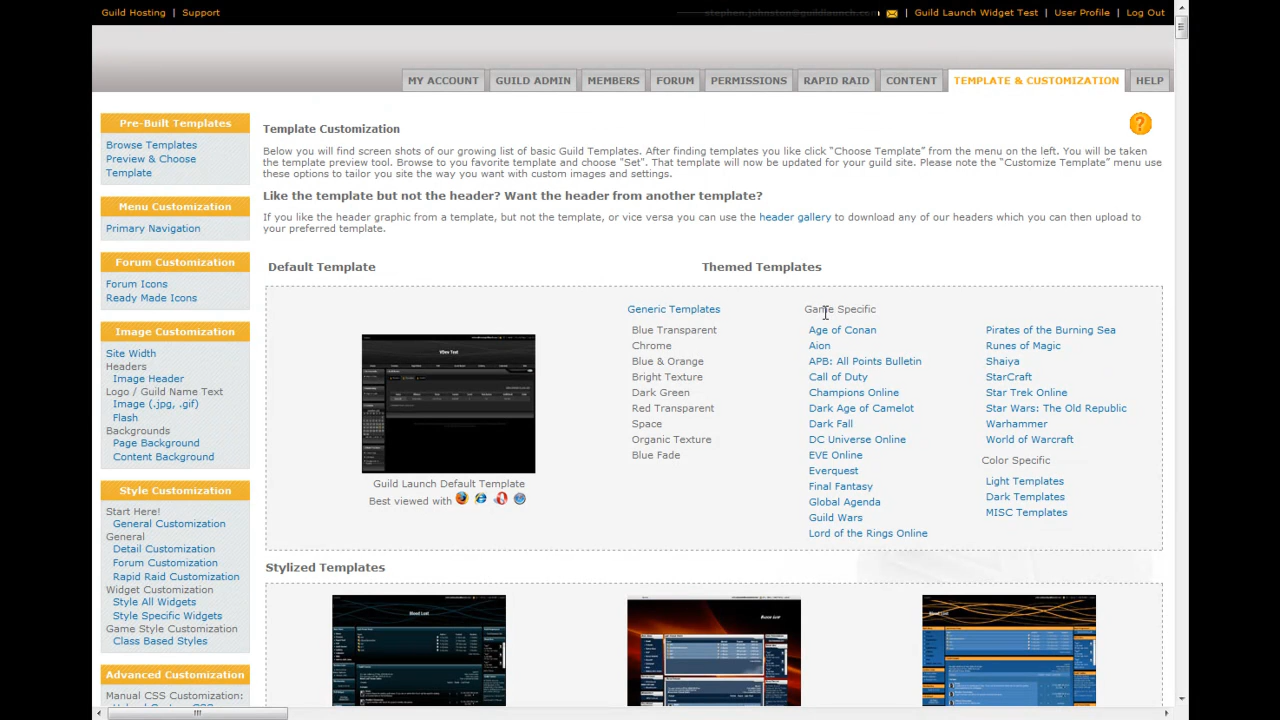 Guild Hosting | Support
Guild Launch Widget Test | User Profile | Log Out
MY ACCOUNT GUILD ADMIN MEMBERS FORUM PERMISSIONS RAPID RAID CONTENT TEMPLATE & CUSTOMIZATION HELP
Pre-Built Templates
Browse Templates
Preview & Choose
Template
Menu Customization
Primary Navigation
Forum Customization
Forum Icons
Ready Made Icons
Image Customization
Site Width
Headers
Image Header
Logo / Guild Name Text
Image (.jpg, .gif)
Flash
Backgrounds
Page Background
Content Background
Style Customization
Start Here!
General Customization
General
Detail Customization
Forum Customization
Rapid Raid Customization
Widget Customization
Style All Widgets
Style Specific Widgets
Game Style Customization
Class Based Styles
Advanced Customization
Manual CSS Customization:
Template Customization
?
Below you will find screen shots of our growing list of basic Guild Templates. After finding templates you like click "Choose Template" from the menu on the left. You will be taken
the template preview tool. Browse to you favorite template and choose "Set". That template will now be updated for your guild site. Please note the "Customize Template" menu use
these options to tailor you site the way you want with custom images and settings.
Like the template but not the header? Want the header from another template?
If you like the header graphic from a template, but not the template, or vice versa you can use the header gallery to download any of our headers which you can then upload to
your preferred template.
Default Template
Themed Templates
Guild Launch Default Template
Best viewed with
Generic Templates
Blue Transparent
Chrome
Blue & Orange
Bright Texture
Dark Green
Red Transparent
Space
Organic Texture
Blue Fade
Game Specific
Age of Conan
Aion
APB: All Points Bulletin
Call of Duty
Champions Online
Dark Age of Camelot
Dark Fall
DC Universe Online
EVE Online
Everquest
Final Fantasy
Global Agenda
Guild Wars
Lord of the Rings Online
Pirates of the Burning Sea
Runes of Magic
Shaiya
StarCraft
Star Trek Online
Star Wars: The Old Republic
Warhammer
World of Warcraft
Color Specific
Light Templates
Dark Templates
MISC Templates
Stylized Templates